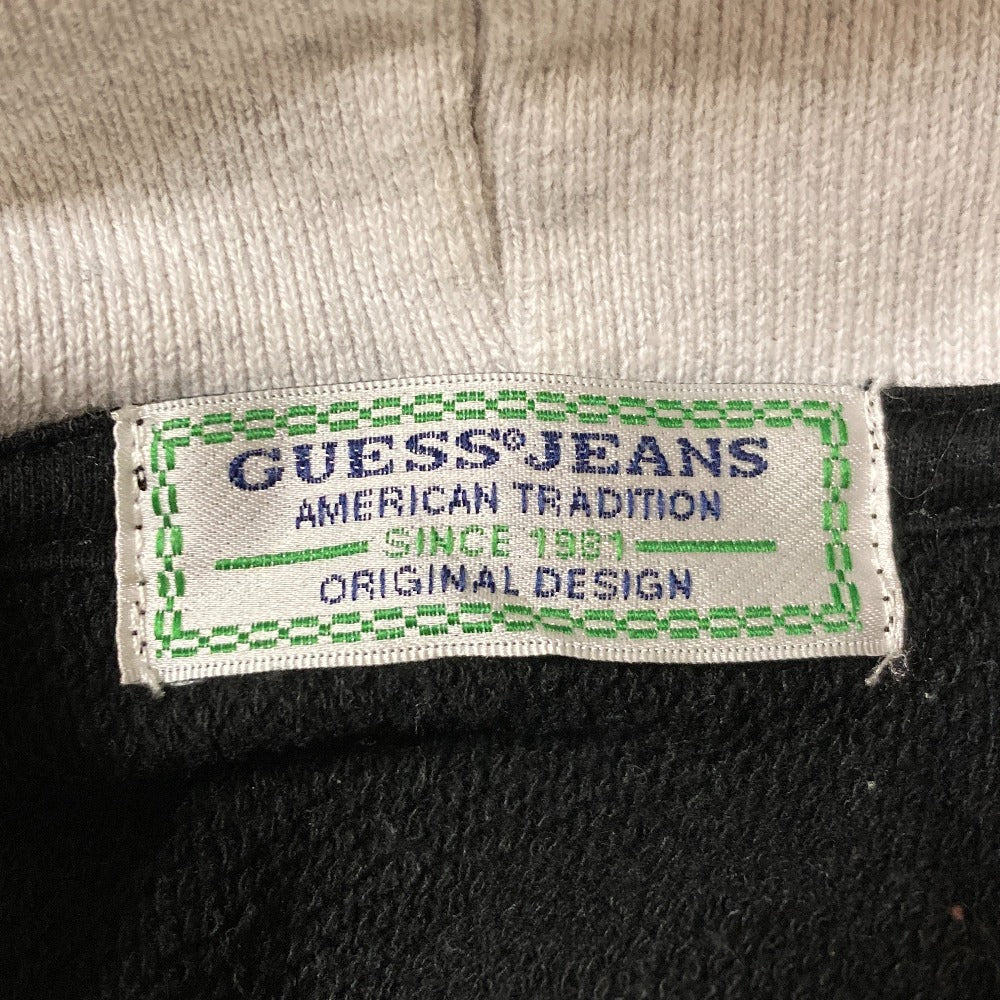 GUESS® JEANS
AMERICAN TRADITION
SINCE 1981
ORIGINAL DESIGN